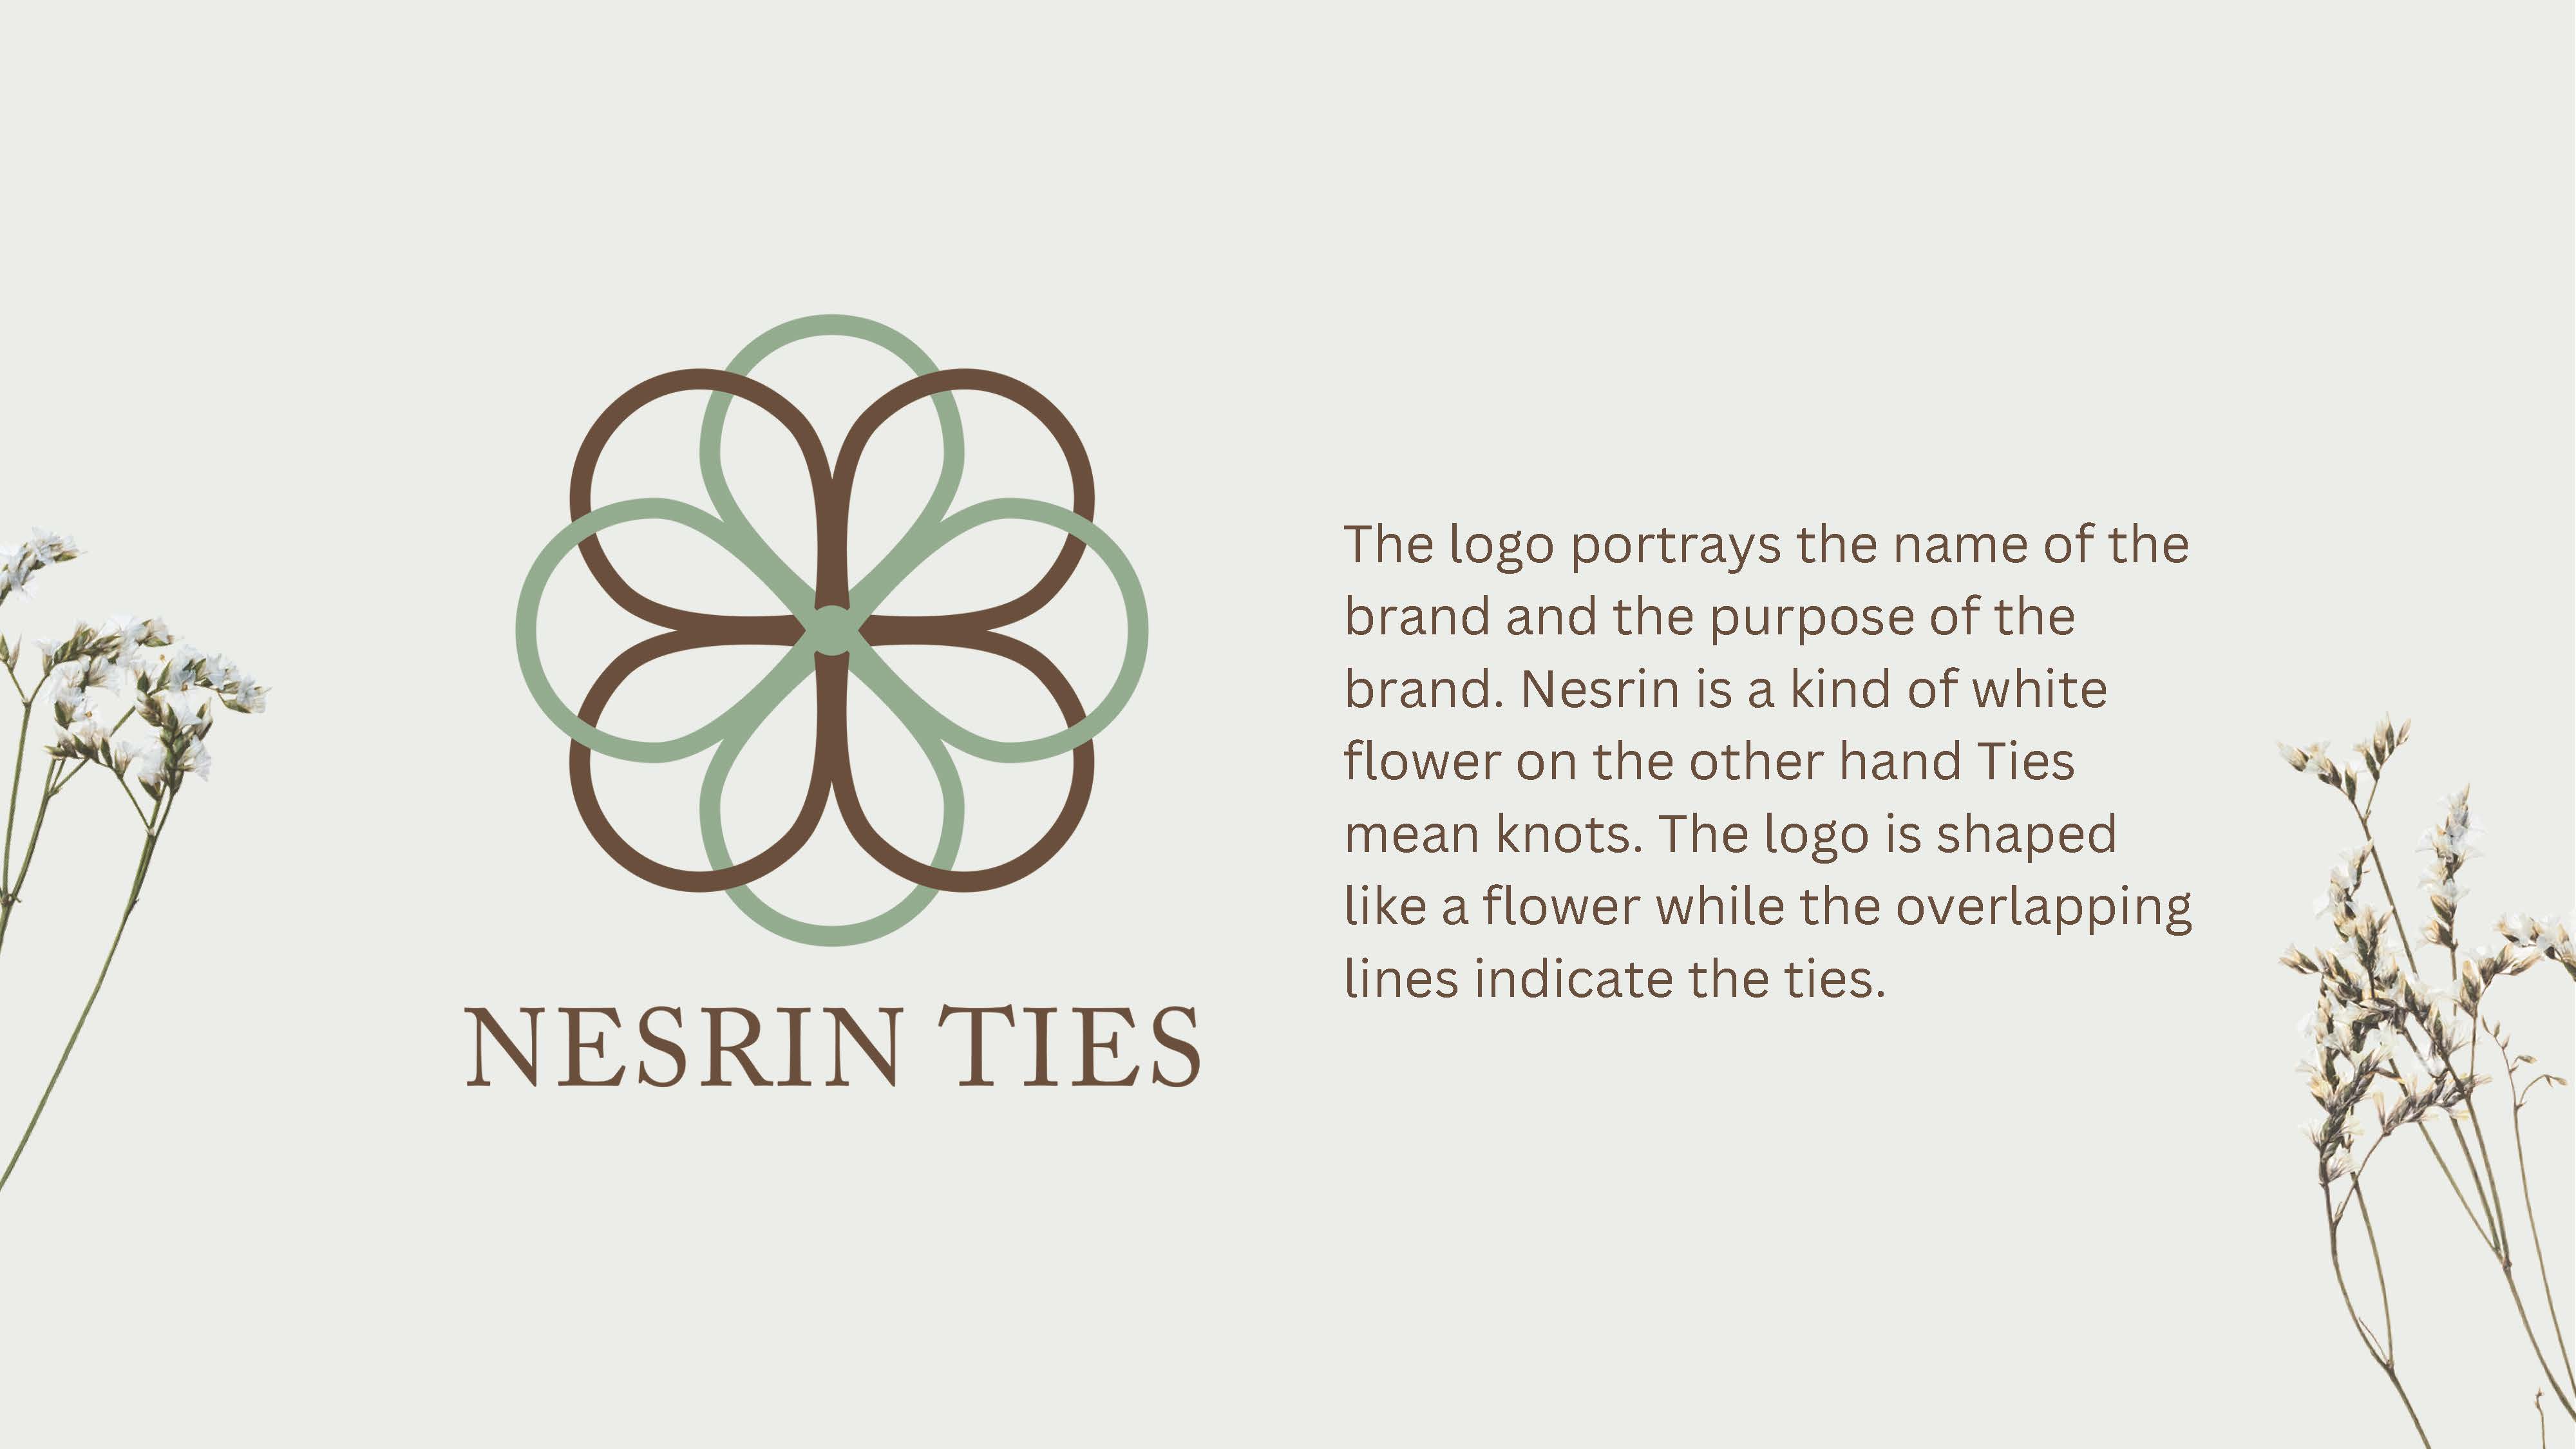 NESRIN TIES
The logo portrays the name of the
brand and the purpose of the
brand. Nesrin is a kind of white
flower on the other hand Ties
mean knots. The logo is shaped
like a flower while the overlapping
lines indicate the ties.